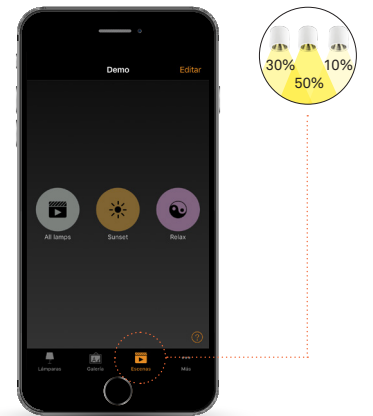 Demo
Editar
30%
10%
50%
All lamps
Sunset
Relax
?
Lámparas
Galería
Escenas
Más